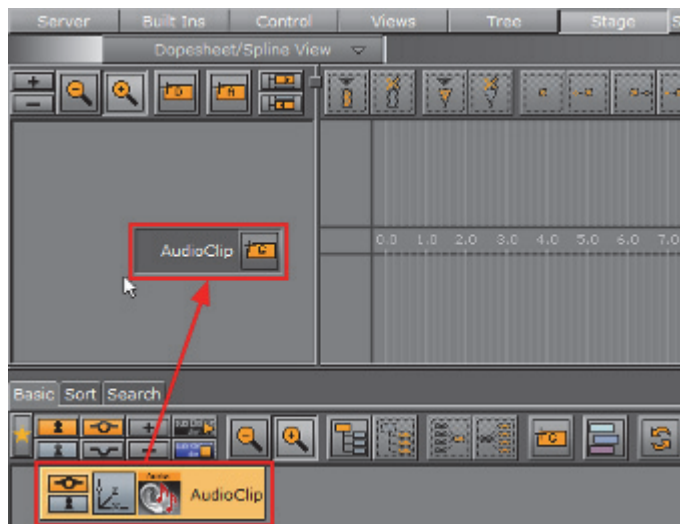 Server Built Ins Control Views Tree Stage S
Dopesheet/Spline View
AudioClip
0.0 1.0 2.0 3.0 4.0 5.0 6.0 7.0
Basic Sort Search
AudioClip